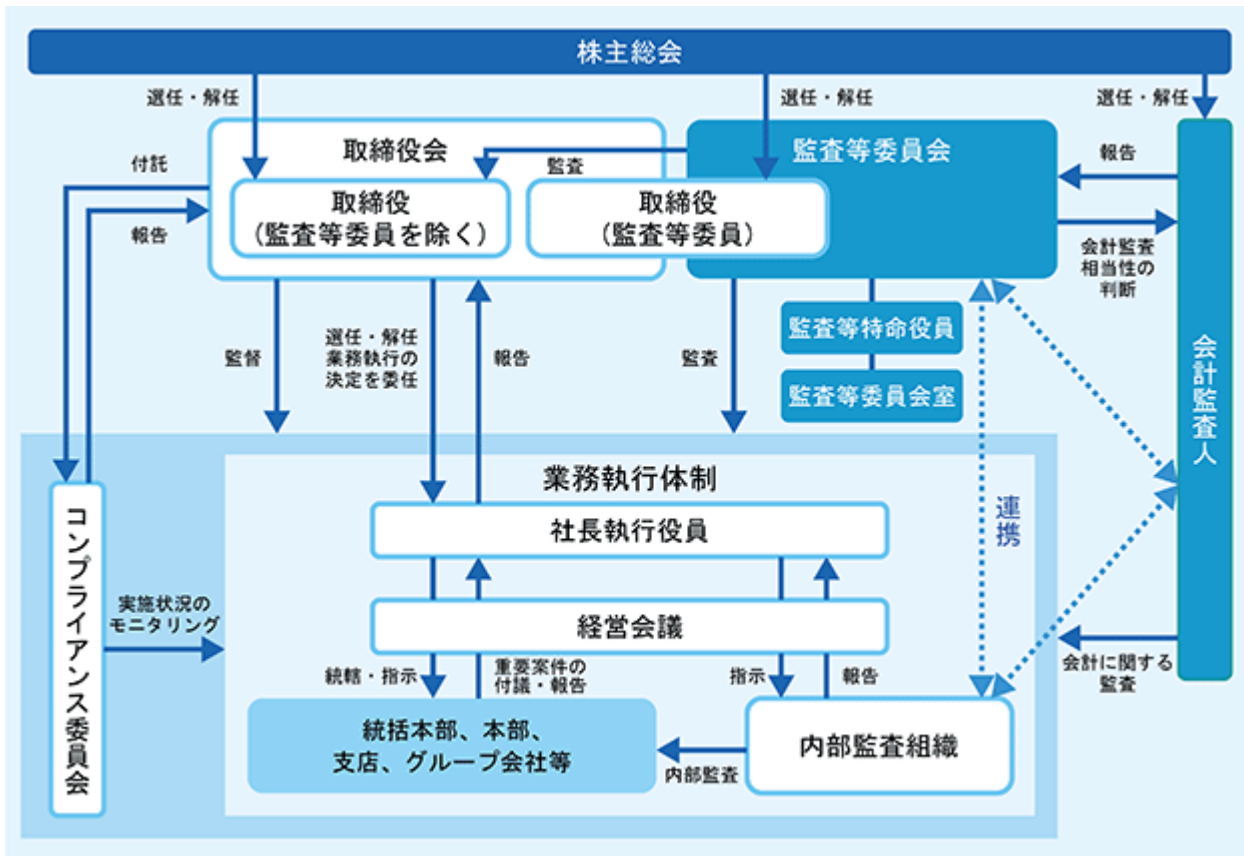 株主総会
選任・解任
選任・解任
選任・解任
取締役会
監査等委員会
付託
監査
報告
取締役
(監査等委員を除く)
取締役
(監査等委員)
報告
会計監査
相当性の
判断
監督
選任・解任
業務執行の
決定を委任
報告
監査
監査等特命役員
監査等委員会室
会計監査人
業務執行体制
社長執行役員
連携
コンプライアンス委員会
実施状況の
モニタリング
経営会議
統轄・指示
重要案件の
付議・報告
指示
報告
会計に関する
監査
統括本部、本部、
支店、グループ会社等
内部監査
内部監査組織